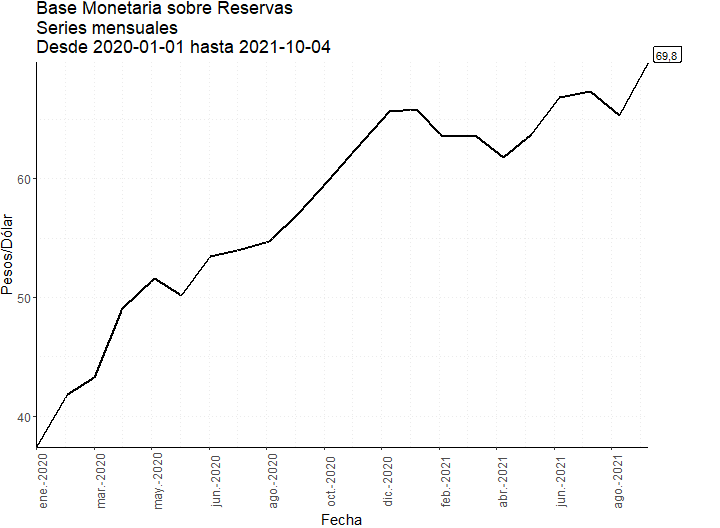 Base Monetaria sobre Reservas
Series mensuales
Desde 2020-01-01 hasta 2021-10-04
69,8
60
50
40
Pesos/Dólar
ene.-2020
mar.-2020
may.-2020
jun.-2020
ago.-2020
oct.-2020
dic.-2020
feb.-2021
abr.-2021
jun.-2021
ago.-2021
Fecha